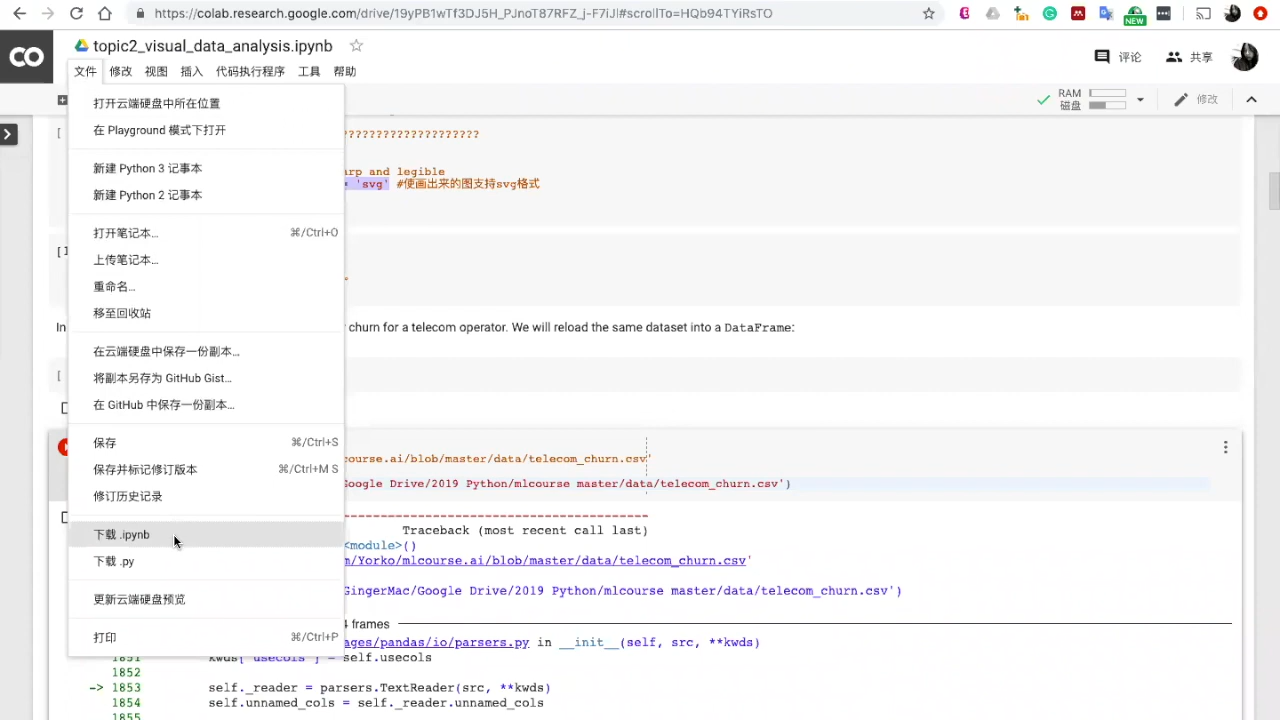 https://colab.research.google.com/drive/19yPB1wTf3DJ5H_PJnoT87RFZ_j-F7iJl#scrollTo=HQb94TYiRsTO
NEW
CO
topic2_visual_data_analysis.ipynb
评论
共享
文件 修改 视图 插入 代码执行程序 工具 帮助
RAM
磁盘
修改
打开云端硬盘中所在位置
在 Playground 模式下打开
新建 Python 3 记事本
新建 Python 2 记事本
打开笔记本… ⌘/Ctrl+O
上传笔记本…
重命名…
移至回收站
在云端硬盘中保存一份副本…
将副本另存为 GitHub Gist…
在 GitHub 中保存一份副本…
保存 ⌘/Ctrl+S
保存并标记修订版本 ⌘/Ctrl+M S
修订历史记录
下载 .ipynb
下载 .py
更新云端硬盘预览
打印 ⌘/Ctrl+P
????????????????????
arp and legible
= 'svg' #使画出来的图支持svg格式
In
churn for a telecom operator. We will reload the same dataset into a DataFrame:
course.ai/blob/master/data/telecom_churn.csv'
Google Drive/2019 Python/mlcourse master/data/telecom_churn.csv')
Traceback (most recent call last)
<module>()
m/Yorko/mlcourse.ai/blob/master/data/telecom_churn.csv'
GingerMac/Google Drive/2019 Python/mlcourse master/data/telecom_churn.csv')
frames
ages/pandas/io/parsers.py in __init__(self, src, **kwds)
1851 kwds["usecols"] = self.usecols
1852
-> 1853 self._reader = parsers.TextReader(src, **kwds)
1854 self.unnamed_cols = self._reader.unnamed_cols
1855